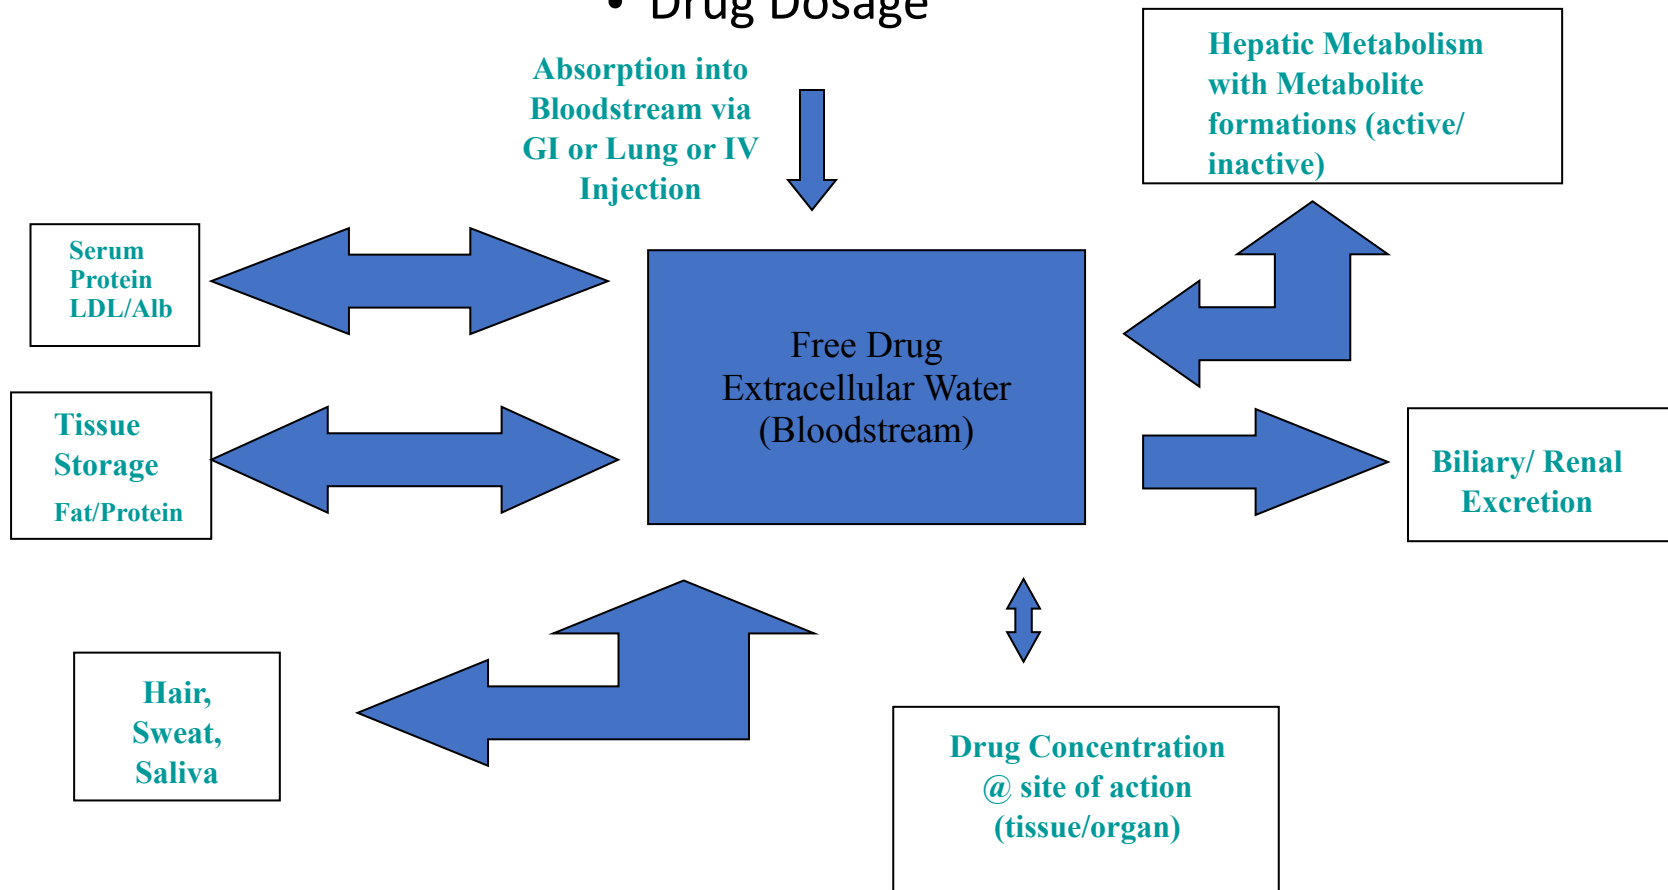 • Drug Dosage
Absorption into
Bloodstream via
GI or Lung or IV
Injection
Hepatic Metabolism
with Metabolite
formations (active/
inactive)
Serum
Protein
LDL/Alb
Free Drug
Extracellular Water
(Bloodstream)
Tissue
Storage
Fat/Protein
Biliary/ Renal
Excretion
Hair,
Sweat,
Saliva
Drug Concentration
@ site of action
(tissue/organ)